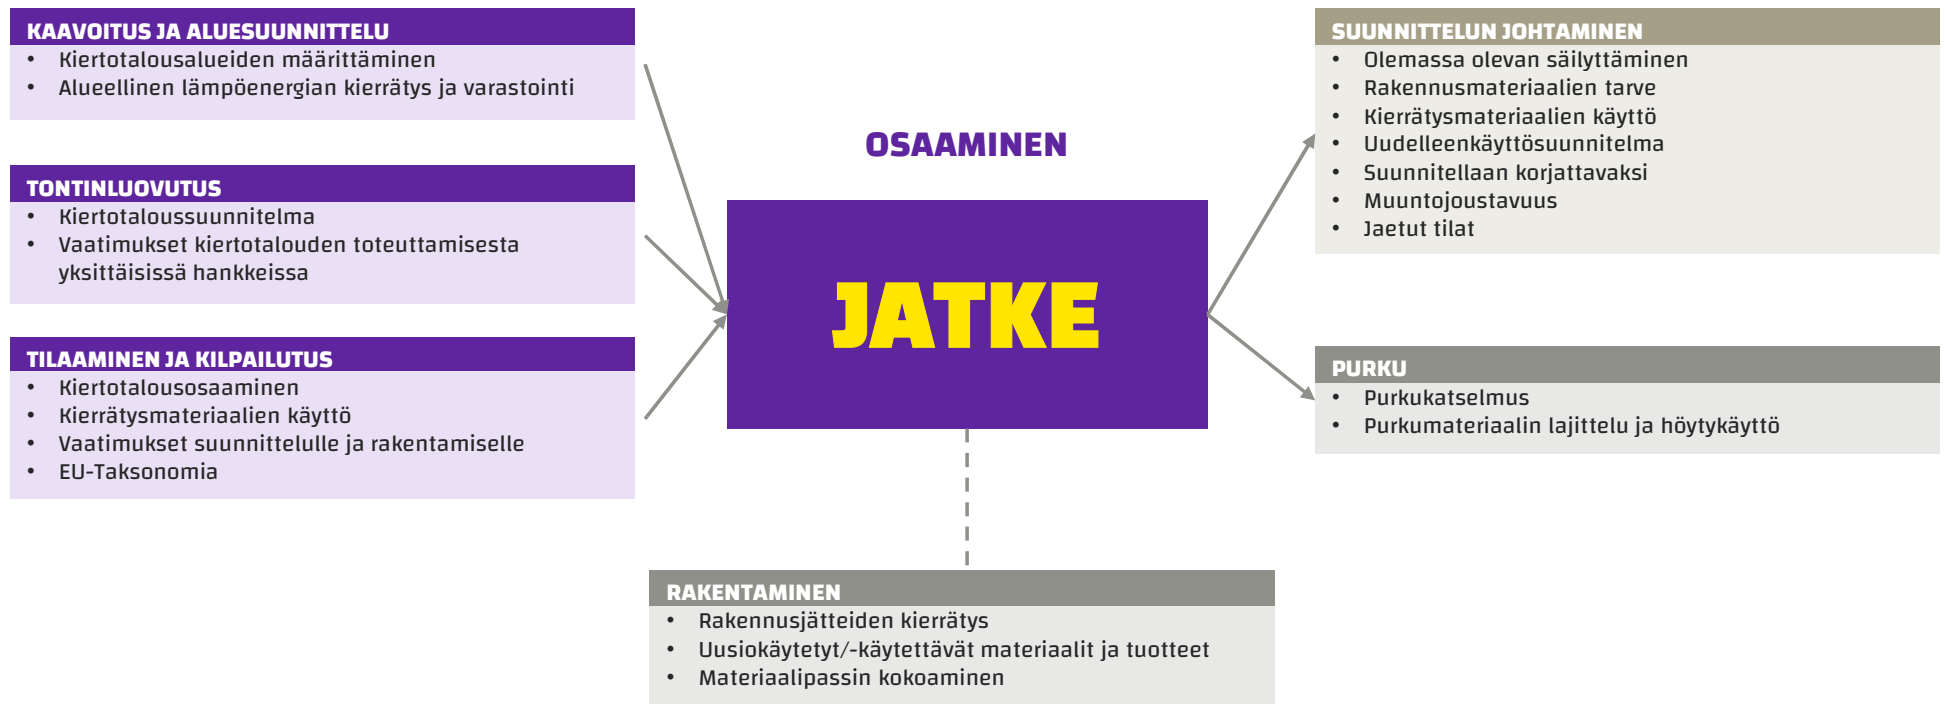 KAAVOITUS JA ALUESUUNNITTELU
• Kiertotalousalueiden määrittäminen
• Alueellinen lämpöenergian kierrätys ja varastointi
TONTINLUOVUTUS
• Kiertotaloussuunnitelma
• Vaatimukset kiertotalouden toteuttamisesta
yksittäisissä hankkeissa
TILAAMINEN JA KILPAILUTUS
• Kiertotalousosaaminen
• Kierrätysmateriaalien käyttö
• Vaatimukset suunnittelulle ja rakentamiselle
• EU-Taksonomia
OSAAMINEN
JATKE
SUUNNITTELUN JOHTAMINEN
• Olemassa olevan säilyttäminen
• Rakennusmateriaalien tarve
• Kierrätysmateriaalien käyttö
• Uudelleenkäyttösuunnitelma
• Suunnitellaan korjattavaksi
• Muuntojoustavuus
• Jaetut tilat
PURKU
• Purkukatselmus
• Purkumateriaalin lajittelu ja höytykäyttö
RAKENTAMINEN
• Rakennusjätteiden kierrätys
• Uusiokäytetyt/-käytettävät materiaalit ja tuotteet
• Materiaalipassin kokoaminen